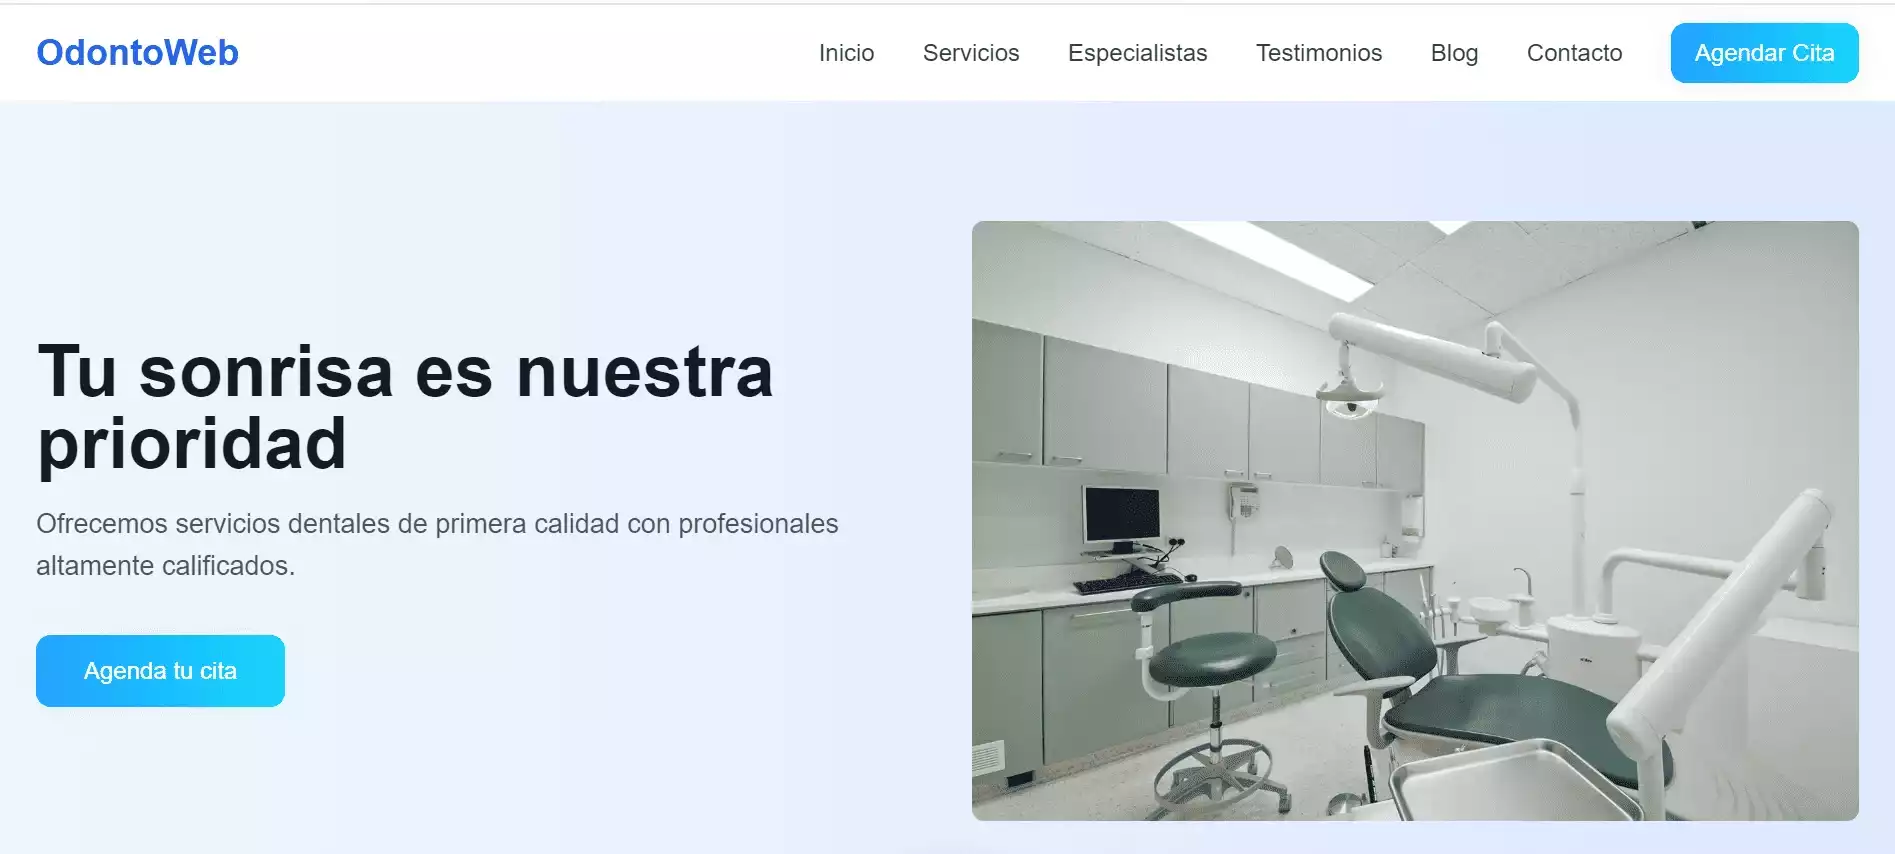 OdontoWeb
Inicio
Servicios
Especialistas
Testimonios
Blog
Contacto
Agendar Cita
Tu sonrisa es nuestra
prioridad
Ofrecemos servicios dentales de primera calidad con profesionales
altamente calificados.
Agenda tu cita